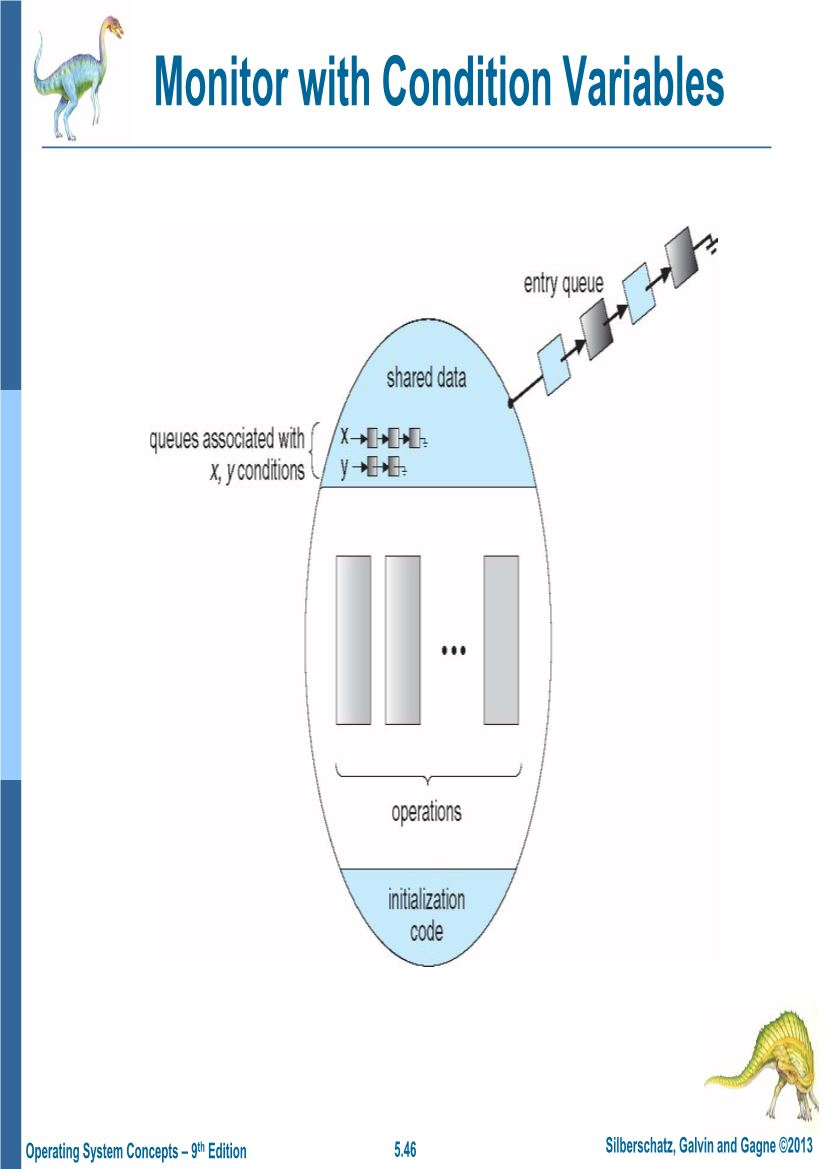 Monitor with Condition Variables
entry queue
shared data
queues associated with
x, y conditions
x
y
operations
initialization
code
Operating System Concepts – 9th Edition
5.46
Silberschatz, Galvin and Gagne ©2013